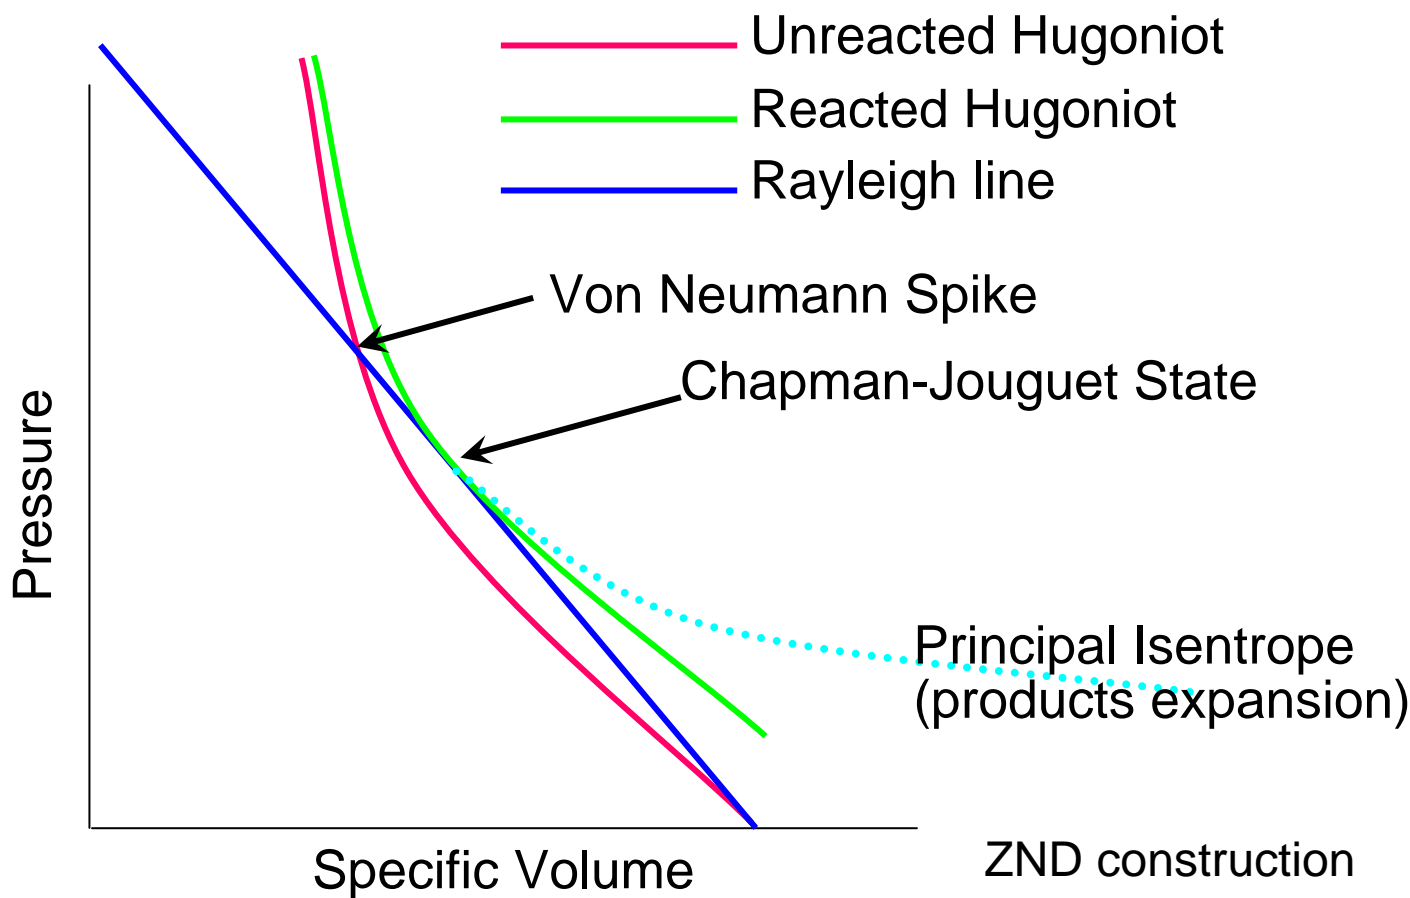 Unreacted Hugoniot
Reacted Hugoniot
Rayleigh line
Von Neumann Spike
Chapman-Jouguet State
Pressure
Principal Isentrope
(products expansion)
Specific Volume
ZND construction